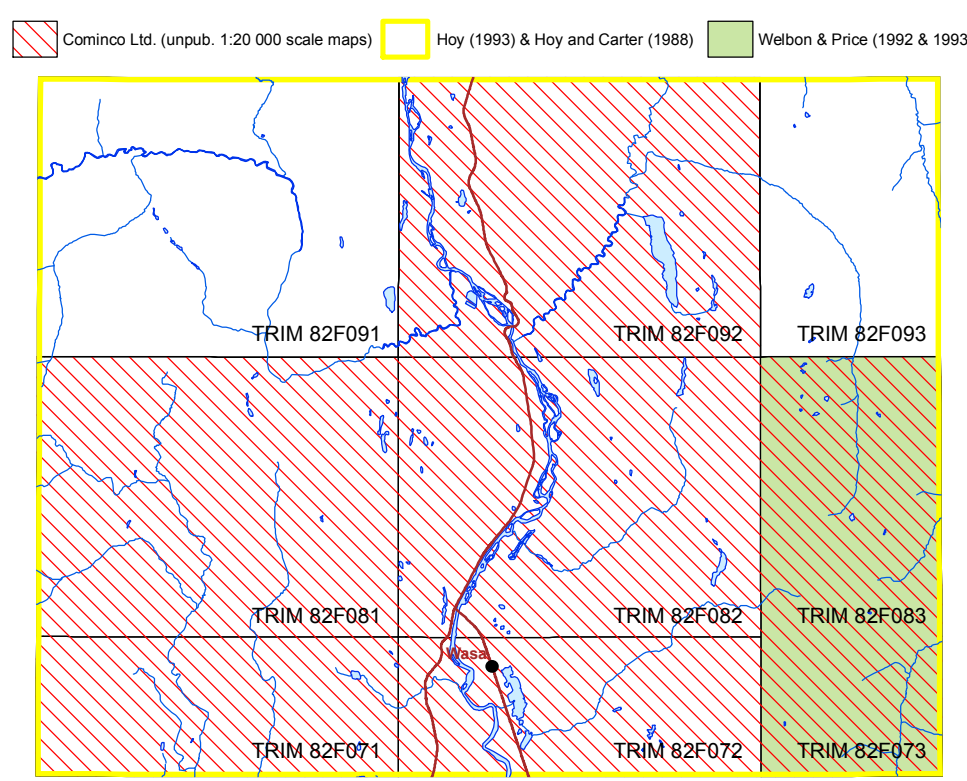 Cominco Ltd. (unpub. 1:20 000 scale maps) Hoy (1993) & Hoy and Carter (1988) Welbon & Price (1992 & 1993
TRIM 82F091 TRIM 82F092 TRIM 82F093
TRIM 82F081 TRIM 82F082 TRIM 82F083
Wasa
TRIM 82F071 TRIM 82F072 TRIM 82F073